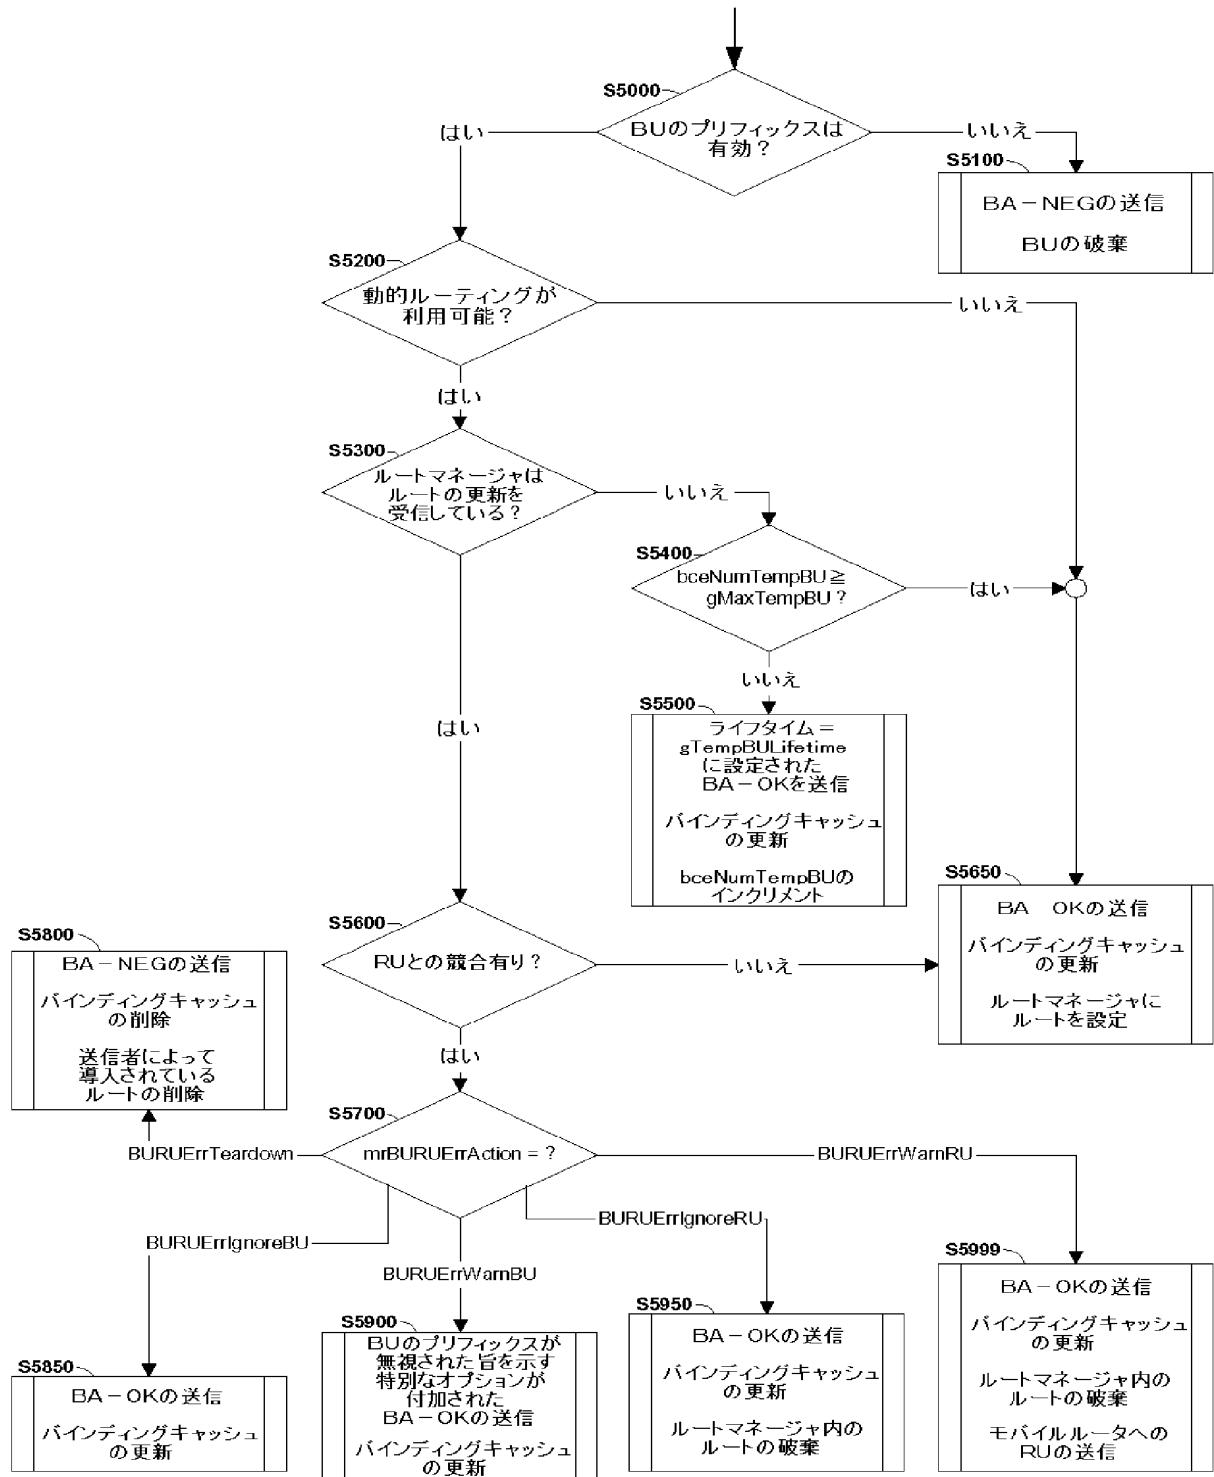 S5000
BUのプリフィックスは
有効？
はい
いいえ
S5100
BA－NEGの送信
BUの破棄
S5200
動的ルーティングが
利用可能？
いいえ
はい
S5300
ルートマネージャは
ルートの更新を
受信している？
いいえ
S5400
bceNumTempBU≧
gMaxTempBU？
はい
いいえ
S5500
ライフタイム＝
gTempBULifetime
に設定された
BA－OKを送信
バインディングキャッシュ
の更新
bceNumTempBUの
インクリメント
はい
S5600
RUとの競合有り？
いいえ
S5650
BA　OKの送信
バインディングキャッシュ
の更新
ルートマネージャに
ルートを設定
はい
S5800
BA－NEGの送信
バインディングキャッシュ
の削除
送信者によって
導入されている
ルートの削除
S5700
mrBURUErrAction = ？
BURUErrTeardown
BURUErrWarnRU
BURUErrIgnoreRU
BURUErrIgnoreBU
BURUErrWarnBU
S5850
BA－OKの送信
バインディングキャッシュ
の更新
S5900
BUのプリフィックスが
無視された旨を示す
特別なオプションが
付加された
BA－OKの送信
バインディングキャッシュ
の更新
S5950
BA－OKの送信
バインディングキャッシュ
の更新
ルートマネージャ内の
ルートの破棄
S5999
BA－OKの送信
バインディングキャッシュ
の更新
ルートマネージャ内の
ルートの破棄
モバイルルータへの
RUの送信